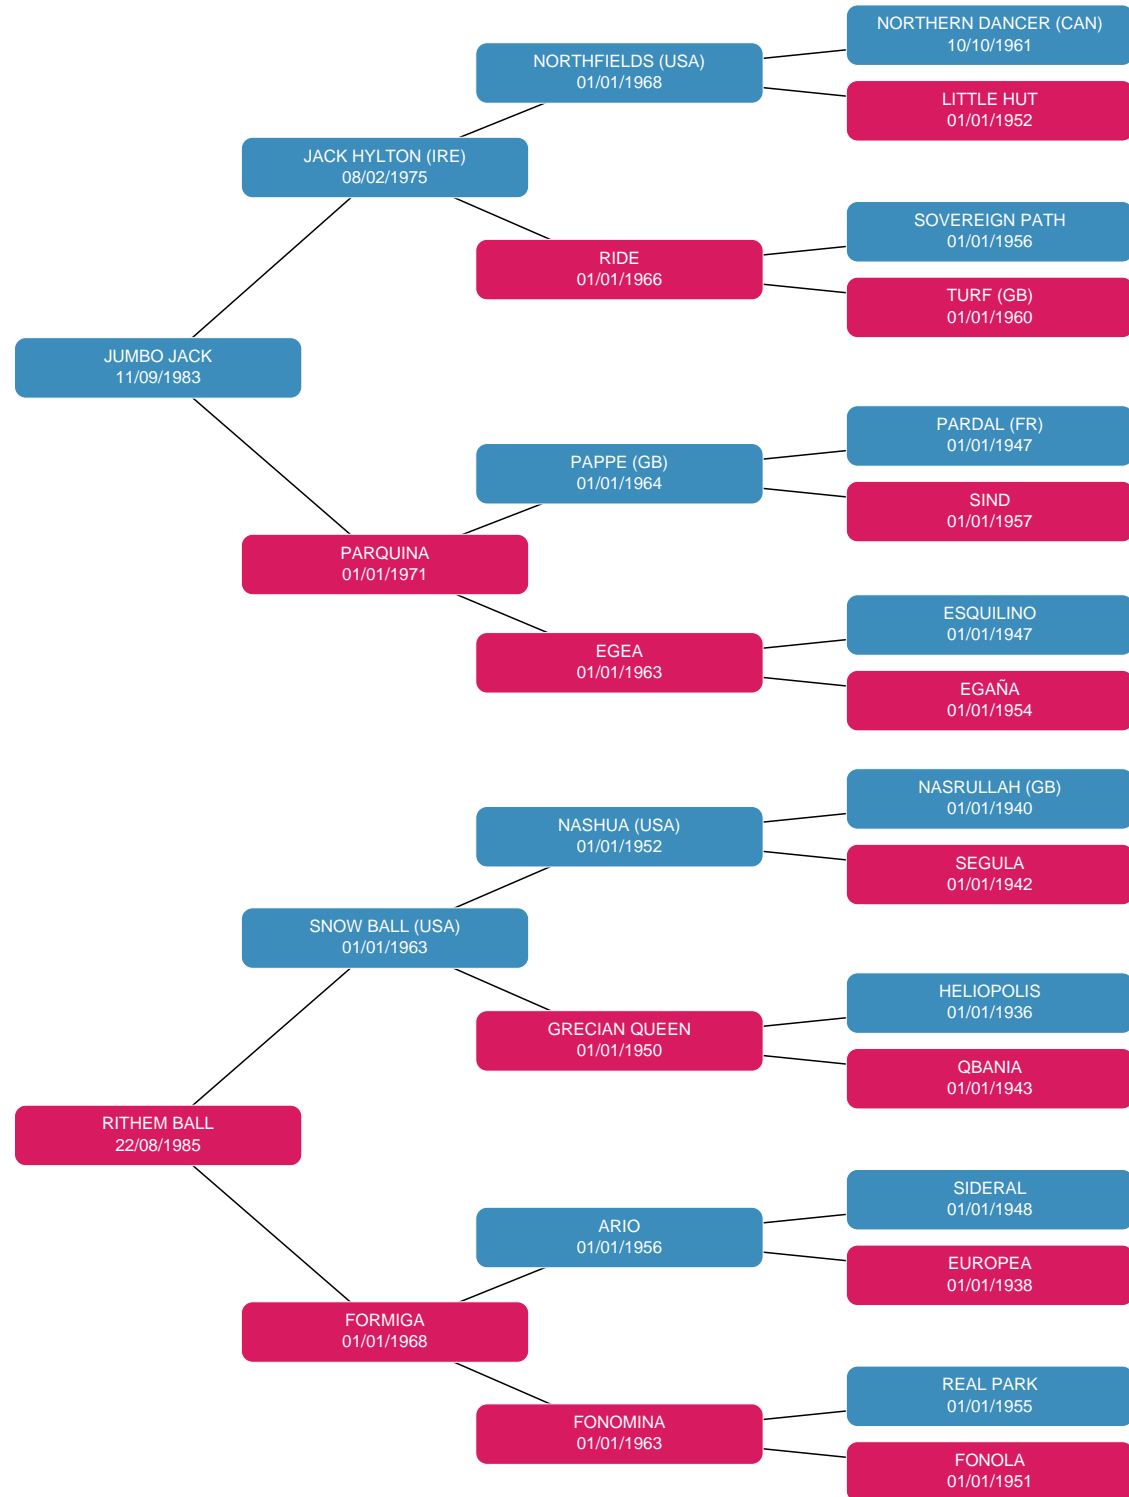 NORTHERN DANCER (CAN)
10/10/1961
NORTHFIELDS (USA)
01/01/1968
LITTLE HUT
01/01/1952
JACK HYLTON (IRE)
08/02/1975
SOVEREIGN PATH
01/01/1956
RIDE
01/01/1966
TURF (GB)
01/01/1960
JUMBO JACK
11/09/1983
PARDAL (FR)
01/01/1947
PAPPE (GB)
01/01/1964
SIND
01/01/1957
PARQUINA
01/01/1971
ESQUILINO
01/01/1947
EGEA
01/01/1963
EGAÑA
01/01/1954
NASRULLAH (GB)
01/01/1940
NASHUA (USA)
01/01/1952
SEGULA
01/01/1942
SNOW BALL (USA)
01/01/1963
HELIOPOLIS
01/01/1936
GRECIAN QUEEN
01/01/1950
QBANIA
01/01/1943
RITHEM BALL
22/08/1985
SIDERAL
01/01/1948
ARIO
01/01/1956
EUROPEA
01/01/1938
FORMIGA
01/01/1968
REAL PARK
01/01/1955
FONOMINA
01/01/1963
FONOLA
01/01/1951